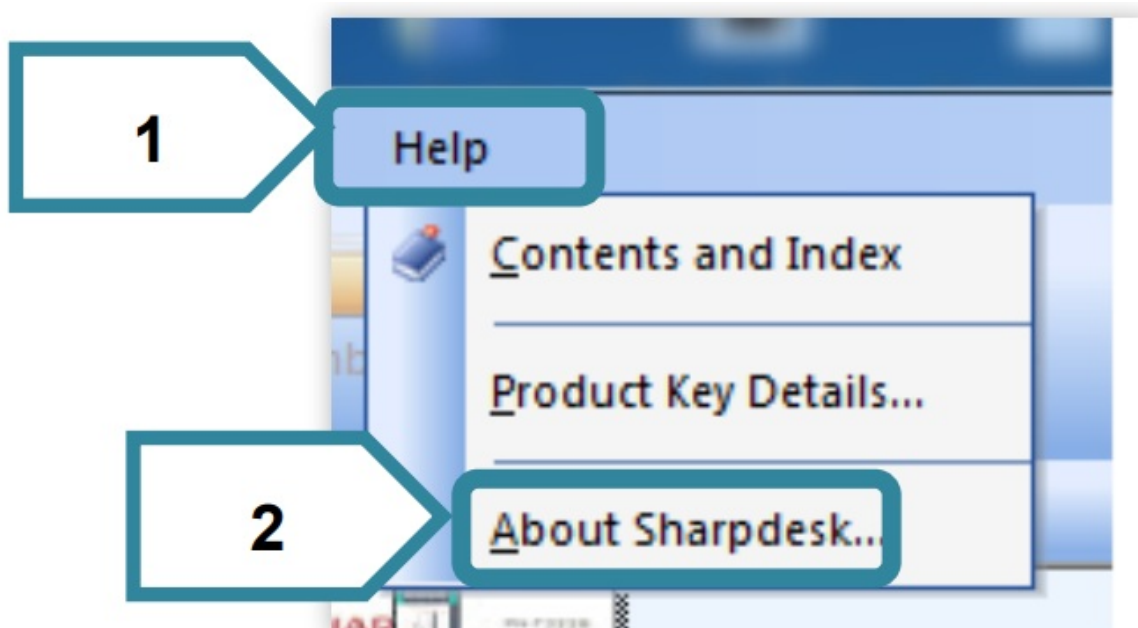 1
Help
Contents and Index
Product Key Details...
2
About Sharpdesk...